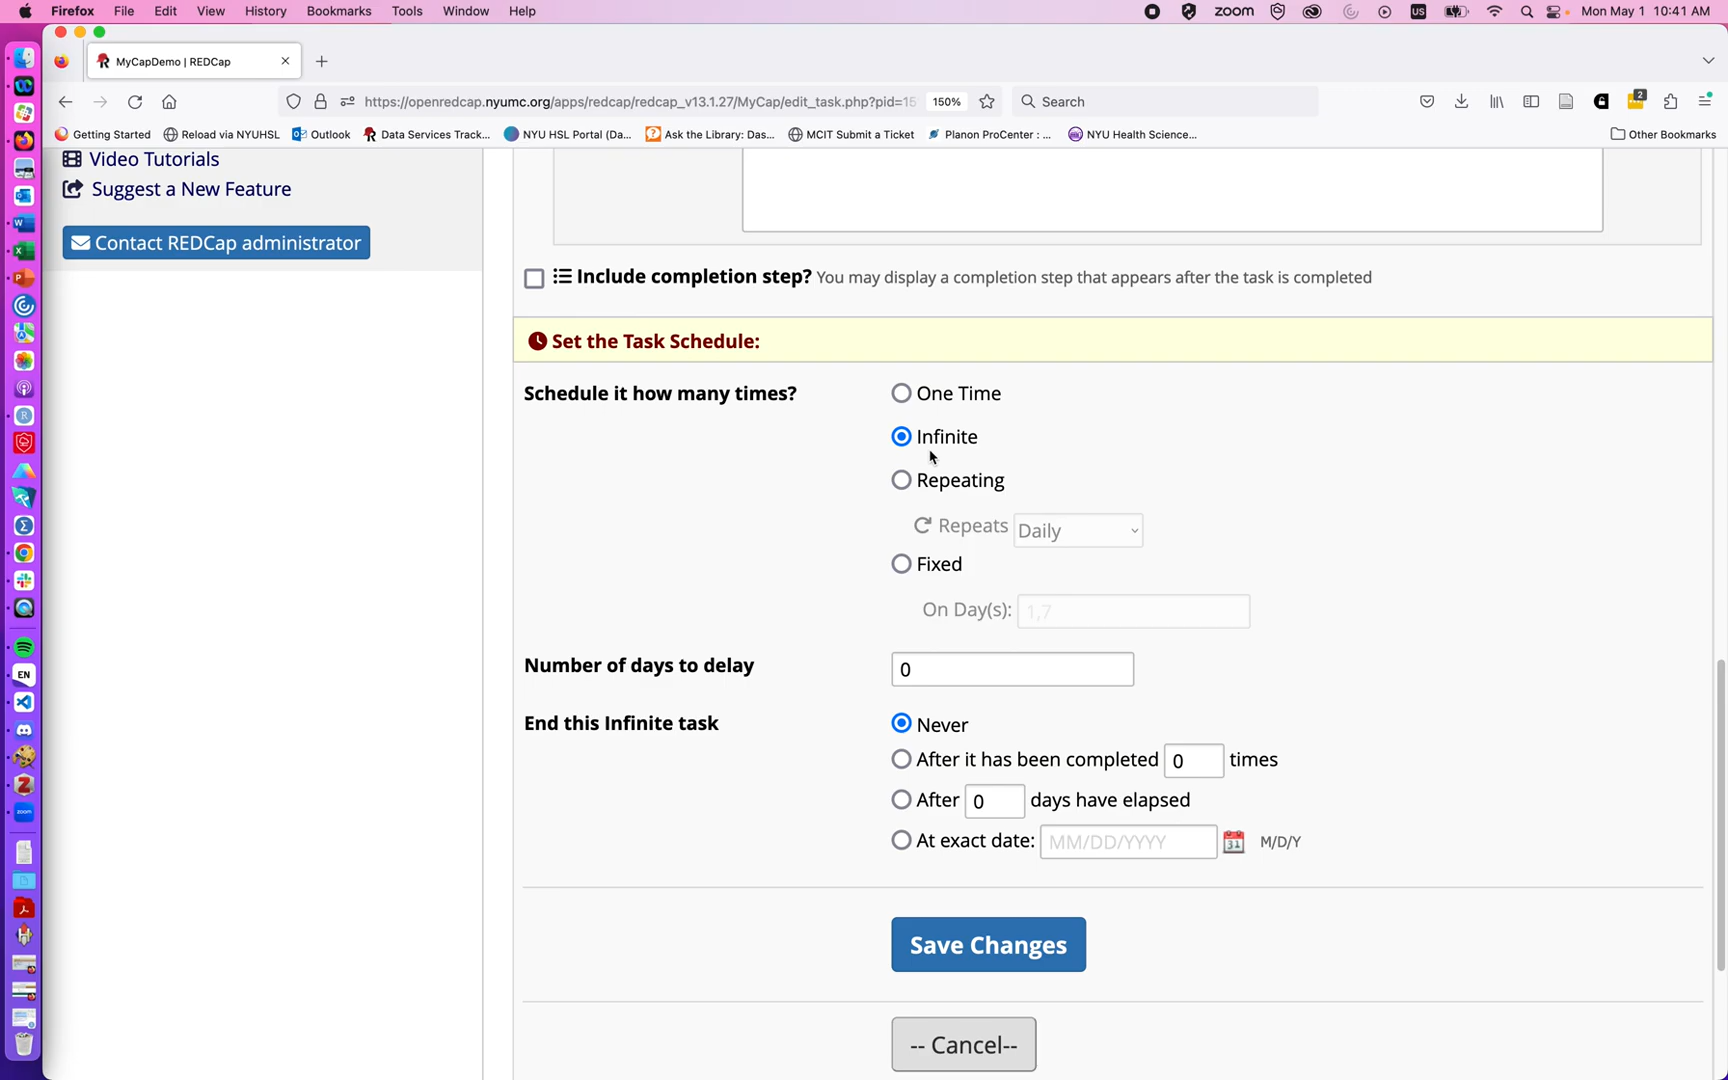 Firefox File Edit View History Bookmarks Tools Window Help
zoom
US
Mon May 1 10:41 AM
MyCapDemo | REDCap
https://openredcap.nyumc.org/apps/redcap/redcap_v13.1.27/MyCap/edit_task.php?pid=15
150%
Search
2
Getting Started Reload via NYUHSL Outlook Data Services Track... NYU HSL Portal (Da... Ask the Library: Das... MCIT Submit a Ticket Planon ProCenter : ... NYU Health Science... Other Bookmarks
Video Tutorials
Suggest a New Feature
Contact REDCap administrator
Include completion step? You may display a completion step that appears after the task is completed
Set the Task Schedule:
Schedule it how many times?
One Time
Infinite
Repeating
Repeats Daily
Fixed
On Day(s): 1,7
Number of days to delay 0
End this Infinite task
Never
After it has been completed 0 times
After 0 days have elapsed
At exact date: MM/DD/YYYY 31 M/D/Y
Save Changes
-- Cancel--
EN
zoom